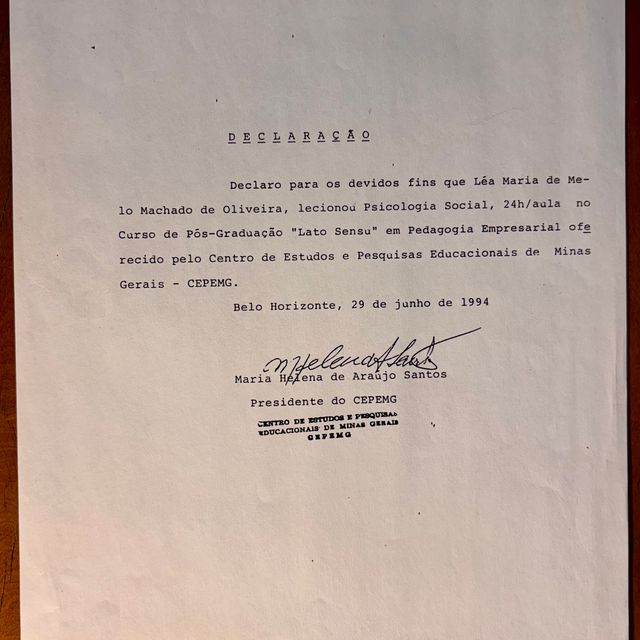 DECLARAÇÃO
Declaro para os devidos fins que Léa Maria de Me-
lo Machado de Oliveira, lecionou Psicologia Social, 24h/aula no
Curso de Pós-Graduação "Lato Sensu" em Pedagogia Empresarial ofe
recido pelo Centro de Estudos e Pesquisas Educacionais de Minas
Gerais - CEPEMG.
Belo Horizonte, 29 de junho de 1994
MHelenaASantos
Maria Helena de Araújo Santos
Presidente do CEPEMG
CENTRO DE ESTUDOS E PESQUISAS
EDUCACIONAIS DE MINAS GERAIS
CEPEMG